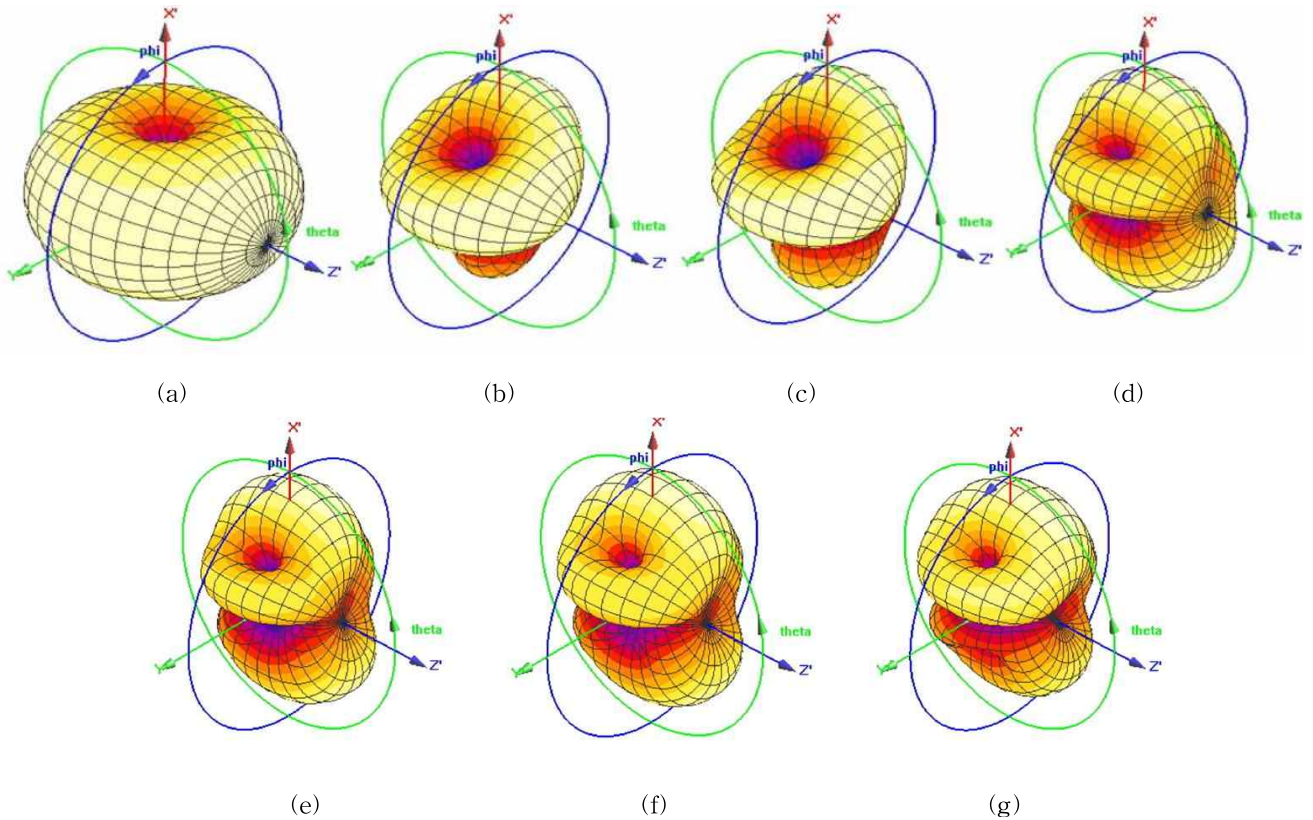 X'
phi
theta
Y
Z'
(a)
X'
phi
theta
Y
Z'
(b)
X'
phi
theta
Y
Z'
(c)
X'
phi
theta
Y
Z'
(d)
X'
phi
theta
Y
Z'
(e)
X'
phi
theta
Y
Z'
(f)
X'
phi
theta
Y
Z'
(g)